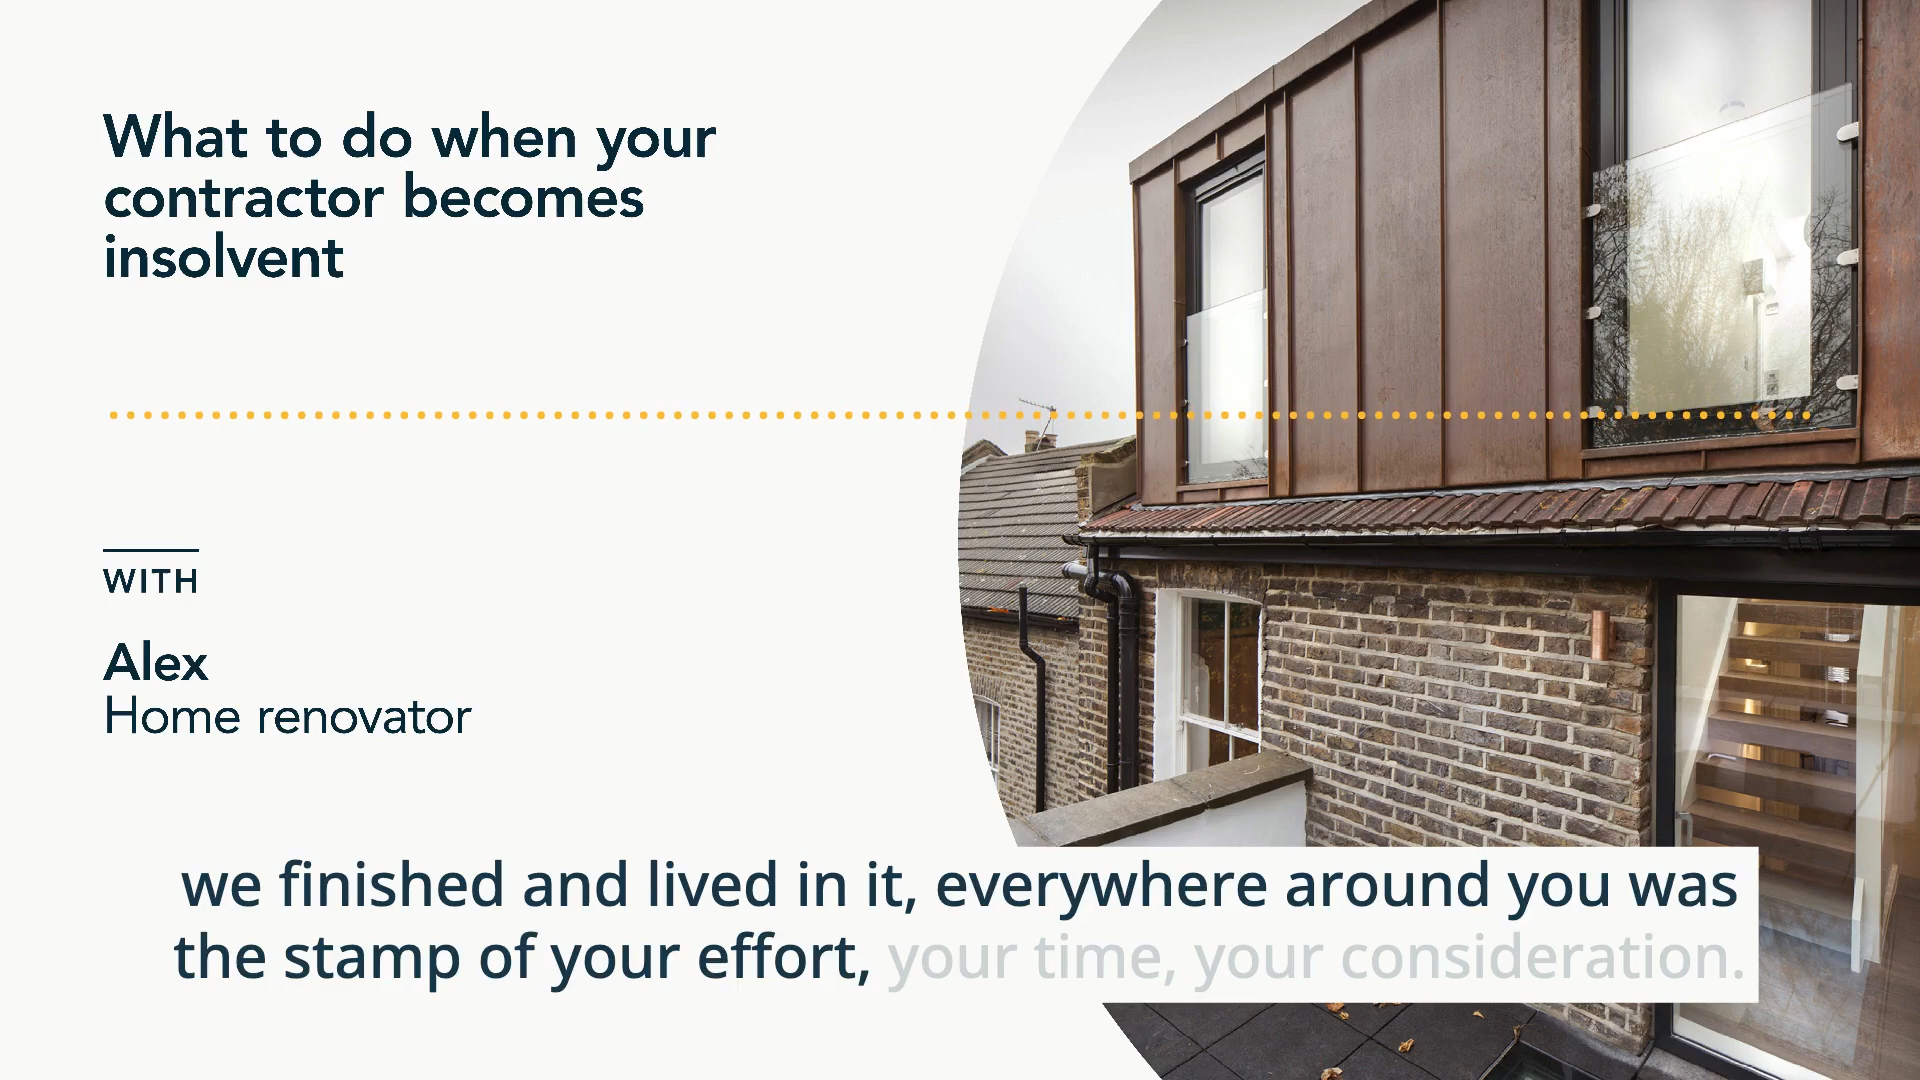 What to do when your
contractor becomes
insolvent
WITH
Alex
Home renovator
we finished and lived in it, everywhere around you was
the stamp of your effort, your time, your consideration.